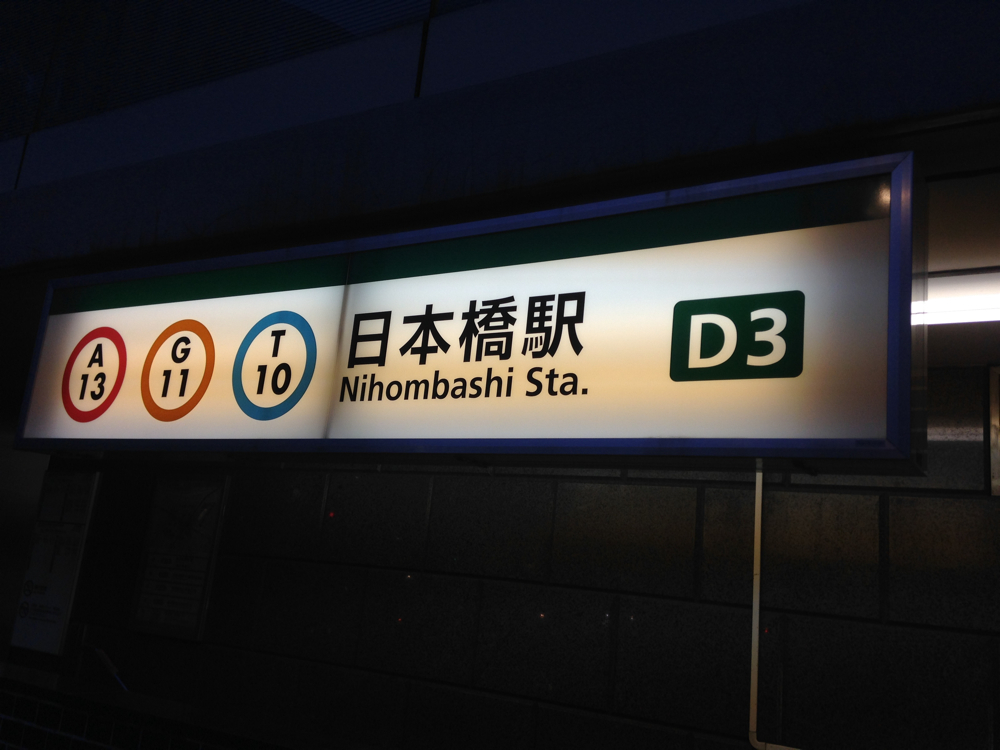 A
13
G
11
T
10
日本橋駅
Nihombashi Sta.
D3